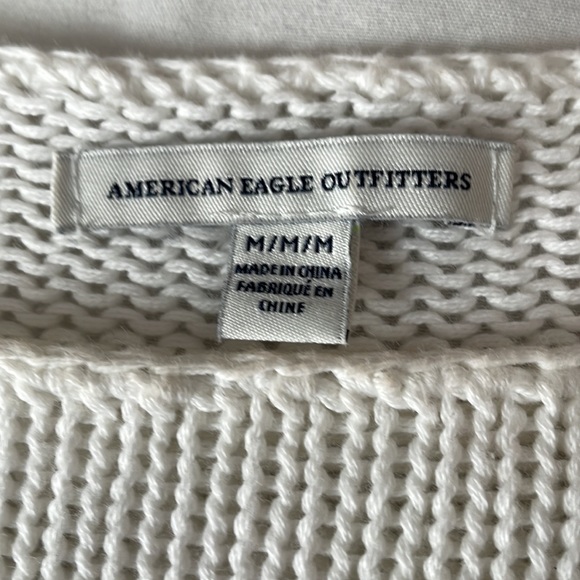 AMERICAN EAGLE OUTFITTERS
M/M/M
MADE IN CHINA
FABRIQUÉ EN
CHINE